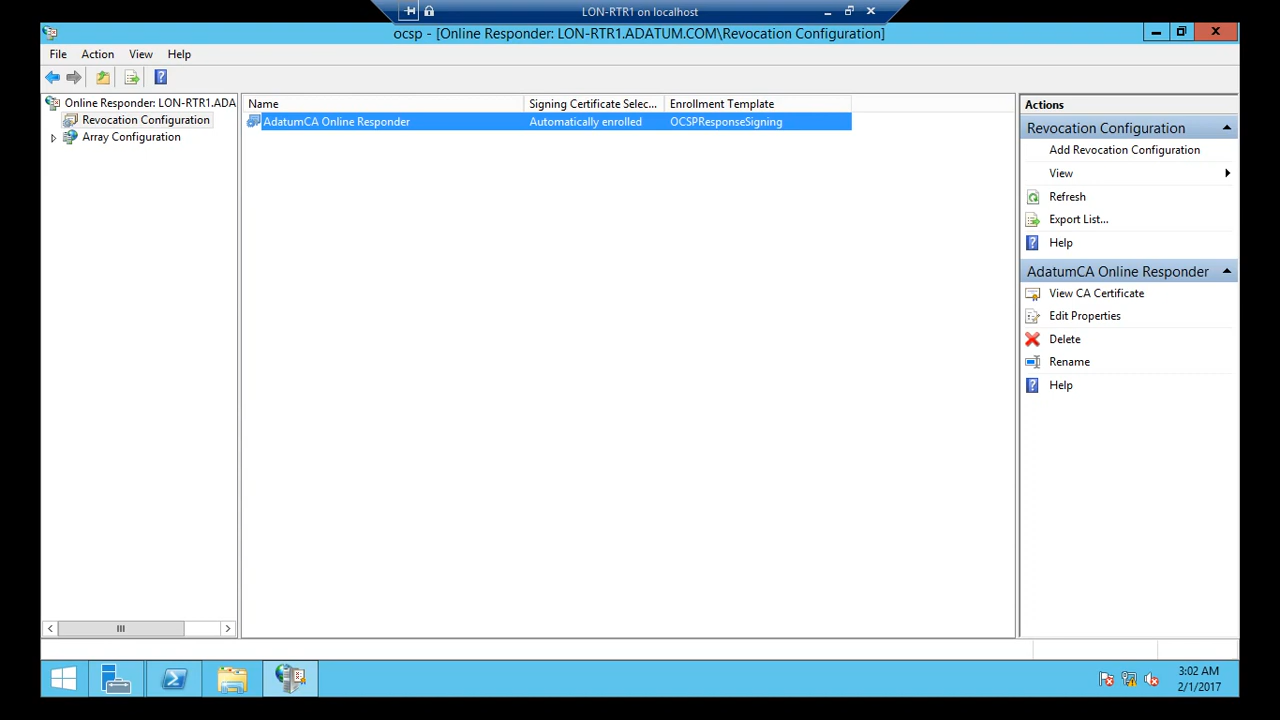 LON-RTR1 on localhost
ocsp - [Online Responder: LON-RTR1.ADATUM.COM\Revocation Configuration]
File Action View Help
Online Responder: LON-RTR1.ADA
Revocation Configuration
Array Configuration
Name Signing Certificate Selec... Enrollment Template
AdatumCA Online Responder Automatically enrolled OCSPResponseSigning
Actions
Revocation Configuration
Add Revocation Configuration
View
Refresh
Export List...
Help
AdatumCA Online Responder
View CA Certificate
Edit Properties
Delete
Rename
Help
3:02 AM
2/1/2017